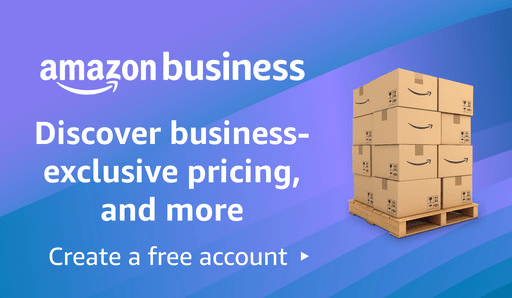 amazon business
Discover business-
exclusive pricing,
and more
Create a free account